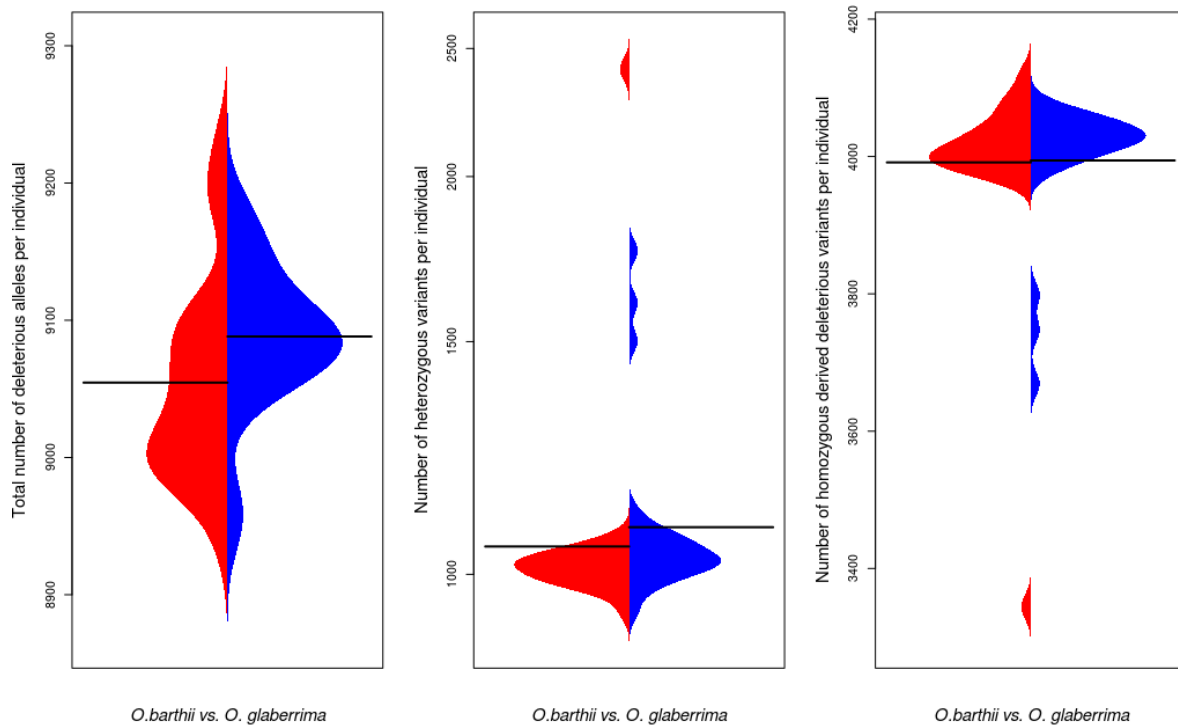 Total number of deleterious alleles per individual
9300
9200
9100
9000
8900
O.barthii vs. O. glaberrima
Number of heterozygous variants per individual
2500
2000
1500
1000
O.barthii vs. O. glaberrima
Number of homozygous derived deleterious variants per individual
4200
4000
3800
3600
3400
O.barthii vs. O. glaberrima